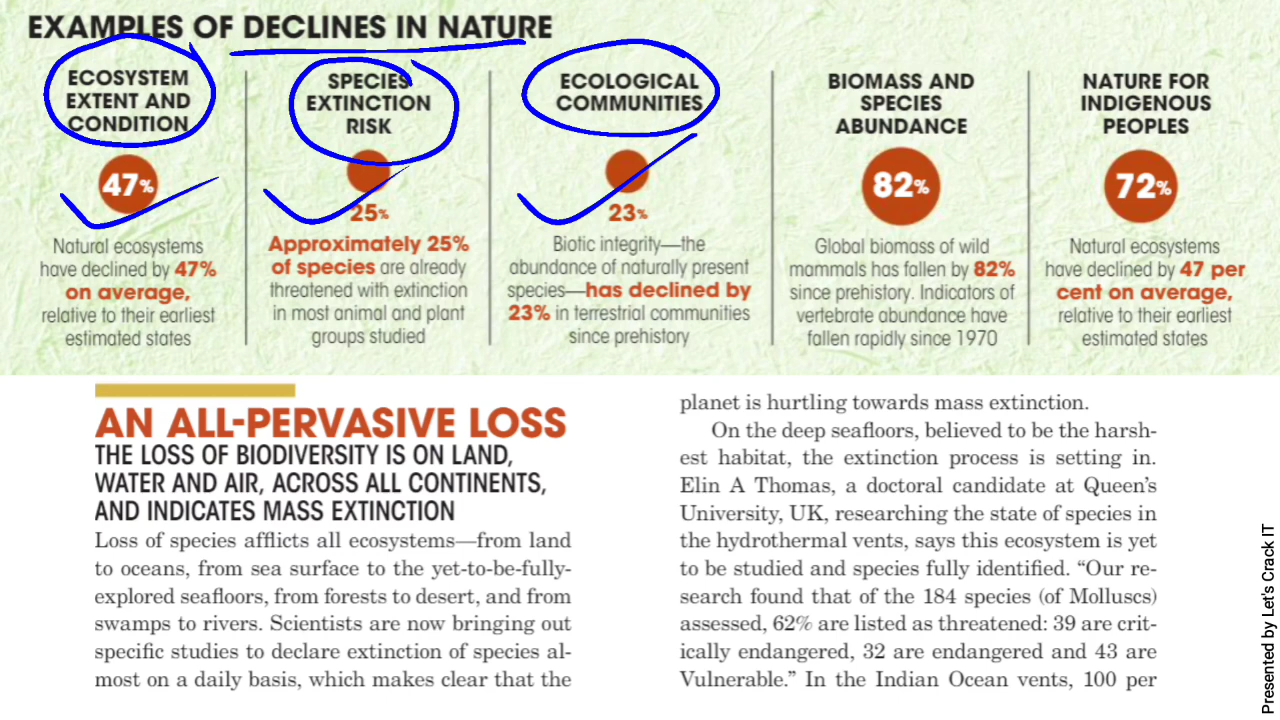 EXAMPLES OF DECLINES IN NATURE
ECOSYSTEM
EXTENT AND
CONDITION
47%
Natural ecosystems
have declined by 47%
on average,
relative to their earliest
estimated states
SPECIES
EXTINCTION
RISK
25%
Approximately 25%
of species are already
threatened with extinction
in most animal and plant
groups studied
ECOLOGICAL
COMMUNITIES
23%
Biotic integrity—the
abundance of naturally present
species—has declined by
23% in terrestrial communities
since prehistory
BIOMASS AND
SPECIES
ABUNDANCE
82%
Global biomass of wild
mammals has fallen by 82%
since prehistory. Indicators of
vertebrate abundance have
fallen rapidly since 1970
NATURE FOR
INDIGENOUS
PEOPLES
72%
Natural ecosystems
have declined by 47 per
cent on average,
relative to their earliest
estimated states
AN ALL-PERVASIVE LOSS
THE LOSS OF BIODIVERSITY IS ON LAND,
WATER AND AIR, ACROSS ALL CONTINENTS,
AND INDICATES MASS EXTINCTION
Loss of species afflicts all ecosystems—from land
to oceans, from sea surface to the yet-to-be-fully-
explored seafloors, from forests to desert, and from
swamps to rivers. Scientists are now bringing out
specific studies to declare extinction of species al-
most on a daily basis, which makes clear that the
planet is hurtling towards mass extinction.
On the deep seafloors, believed to be the harsh-
est habitat, the extinction process is setting in.
Elin A Thomas, a doctoral candidate at Queen's
University, UK, researching the state of species in
the hydrothermal vents, says this ecosystem is yet
to be studied and species fully identified. "Our re-
search found that of the 184 species (of Molluscs)
assessed, 62% are listed as threatened: 39 are crit-
ically endangered, 32 are endangered and 43 are
Vulnerable." In the Indian Ocean vents, 100 per
Presented by Let's Crack IT